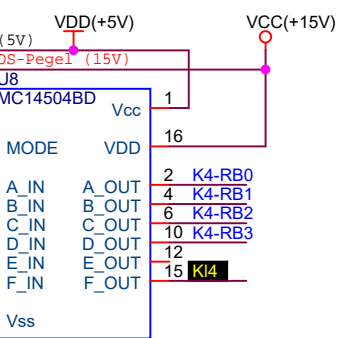 VDD(+5V) VCC(+15V)
(5V)
OS-Pegel (15V)
U8
MC14504BD
Vcc 1
MODE VDD 16
A_IN A_OUT 2 K4-RB0
B_IN B_OUT 4 K4-RB1
C_IN C_OUT 6 K4-RB2
D_IN D_OUT 10 K4-RB3
E_IN E_OUT 12
F_IN F_OUT 15 KI4
Vss